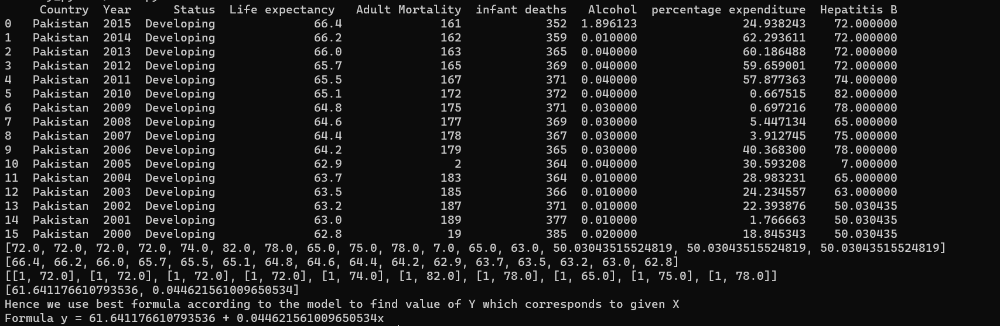 Country Year Status Life expectancy Adult Mortality infant deaths Alcohol percentage expenditure Hepatitis B
0 Pakistan 2015 Developing 66.4 161 352 1.896123 24.938243 72.000000
1 Pakistan 2014 Developing 66.2 162 359 0.010000 62.293611 72.000000
2 Pakistan 2013 Developing 66.0 163 365 0.040000 60.186488 72.000000
3 Pakistan 2012 Developing 65.7 165 369 0.040000 59.659001 72.000000
4 Pakistan 2011 Developing 65.5 167 371 0.040000 57.877363 74.000000
5 Pakistan 2010 Developing 65.1 172 372 0.040000 0.667515 82.000000
6 Pakistan 2009 Developing 64.8 175 371 0.030000 0.697216 78.000000
7 Pakistan 2008 Developing 64.6 177 369 0.030000 5.447134 65.000000
8 Pakistan 2007 Developing 64.4 178 367 0.030000 3.912745 75.000000
9 Pakistan 2006 Developing 64.2 179 365 0.030000 40.368300 78.000000
10 Pakistan 2005 Developing 62.9 2 364 0.040000 30.593208 7.000000
11 Pakistan 2004 Developing 63.7 183 364 0.010000 28.983231 65.000000
12 Pakistan 2003 Developing 63.5 185 366 0.010000 24.234557 63.000000
13 Pakistan 2002 Developing 63.2 187 371 0.010000 22.393876 50.030435
14 Pakistan 2001 Developing 63.0 189 377 0.010000 1.766663 50.030435
15 Pakistan 2000 Developing 62.8 19 385 0.020000 18.845343 50.030435
[72.0, 72.0, 72.0, 72.0, 74.0, 82.0, 78.0, 65.0, 75.0, 78.0, 7.0, 65.0, 63.0, 50.03043515524819, 50.03043515524819, 50.03043515524819]
[66.4, 66.2, 66.0, 65.7, 65.5, 65.1, 64.8, 64.6, 64.4, 64.2, 62.9, 63.7, 63.5, 63.2, 63.0, 62.8]
[[1, 72.0], [1, 72.0], [1, 72.0], [1, 72.0], [1, 74.0], [1, 82.0], [1, 78.0], [1, 65.0], [1, 75.0], [1, 78.0]]
[61.641176610793536, 0.044621561009650534]
Hence we use best formula according to the model to find value of Y which corresponds to given X
Formula y = 61.641176610793536 + 0.044621561009650534x